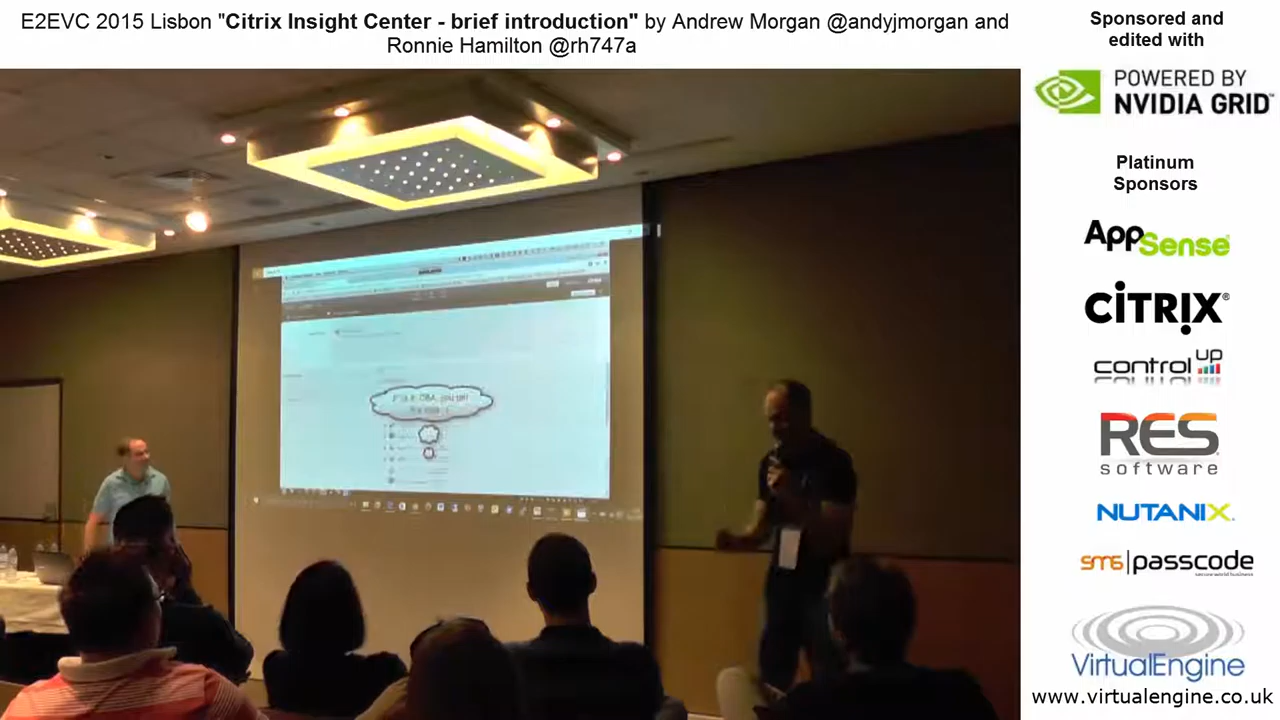 E2EVC 2015 Lisbon "Citrix Insight Center - brief introduction" by Andrew Morgan @andyjmorgan and
Ronnie Hamilton @rh747a
Sponsored and
edited with
POWERED BY
NVIDIA GRID
Platinum
Sponsors
AppSense
CITRIX®
control up
RES
software
NUTANIX
sms|passcode
VirtualEngine
www.virtualengine.co.uk